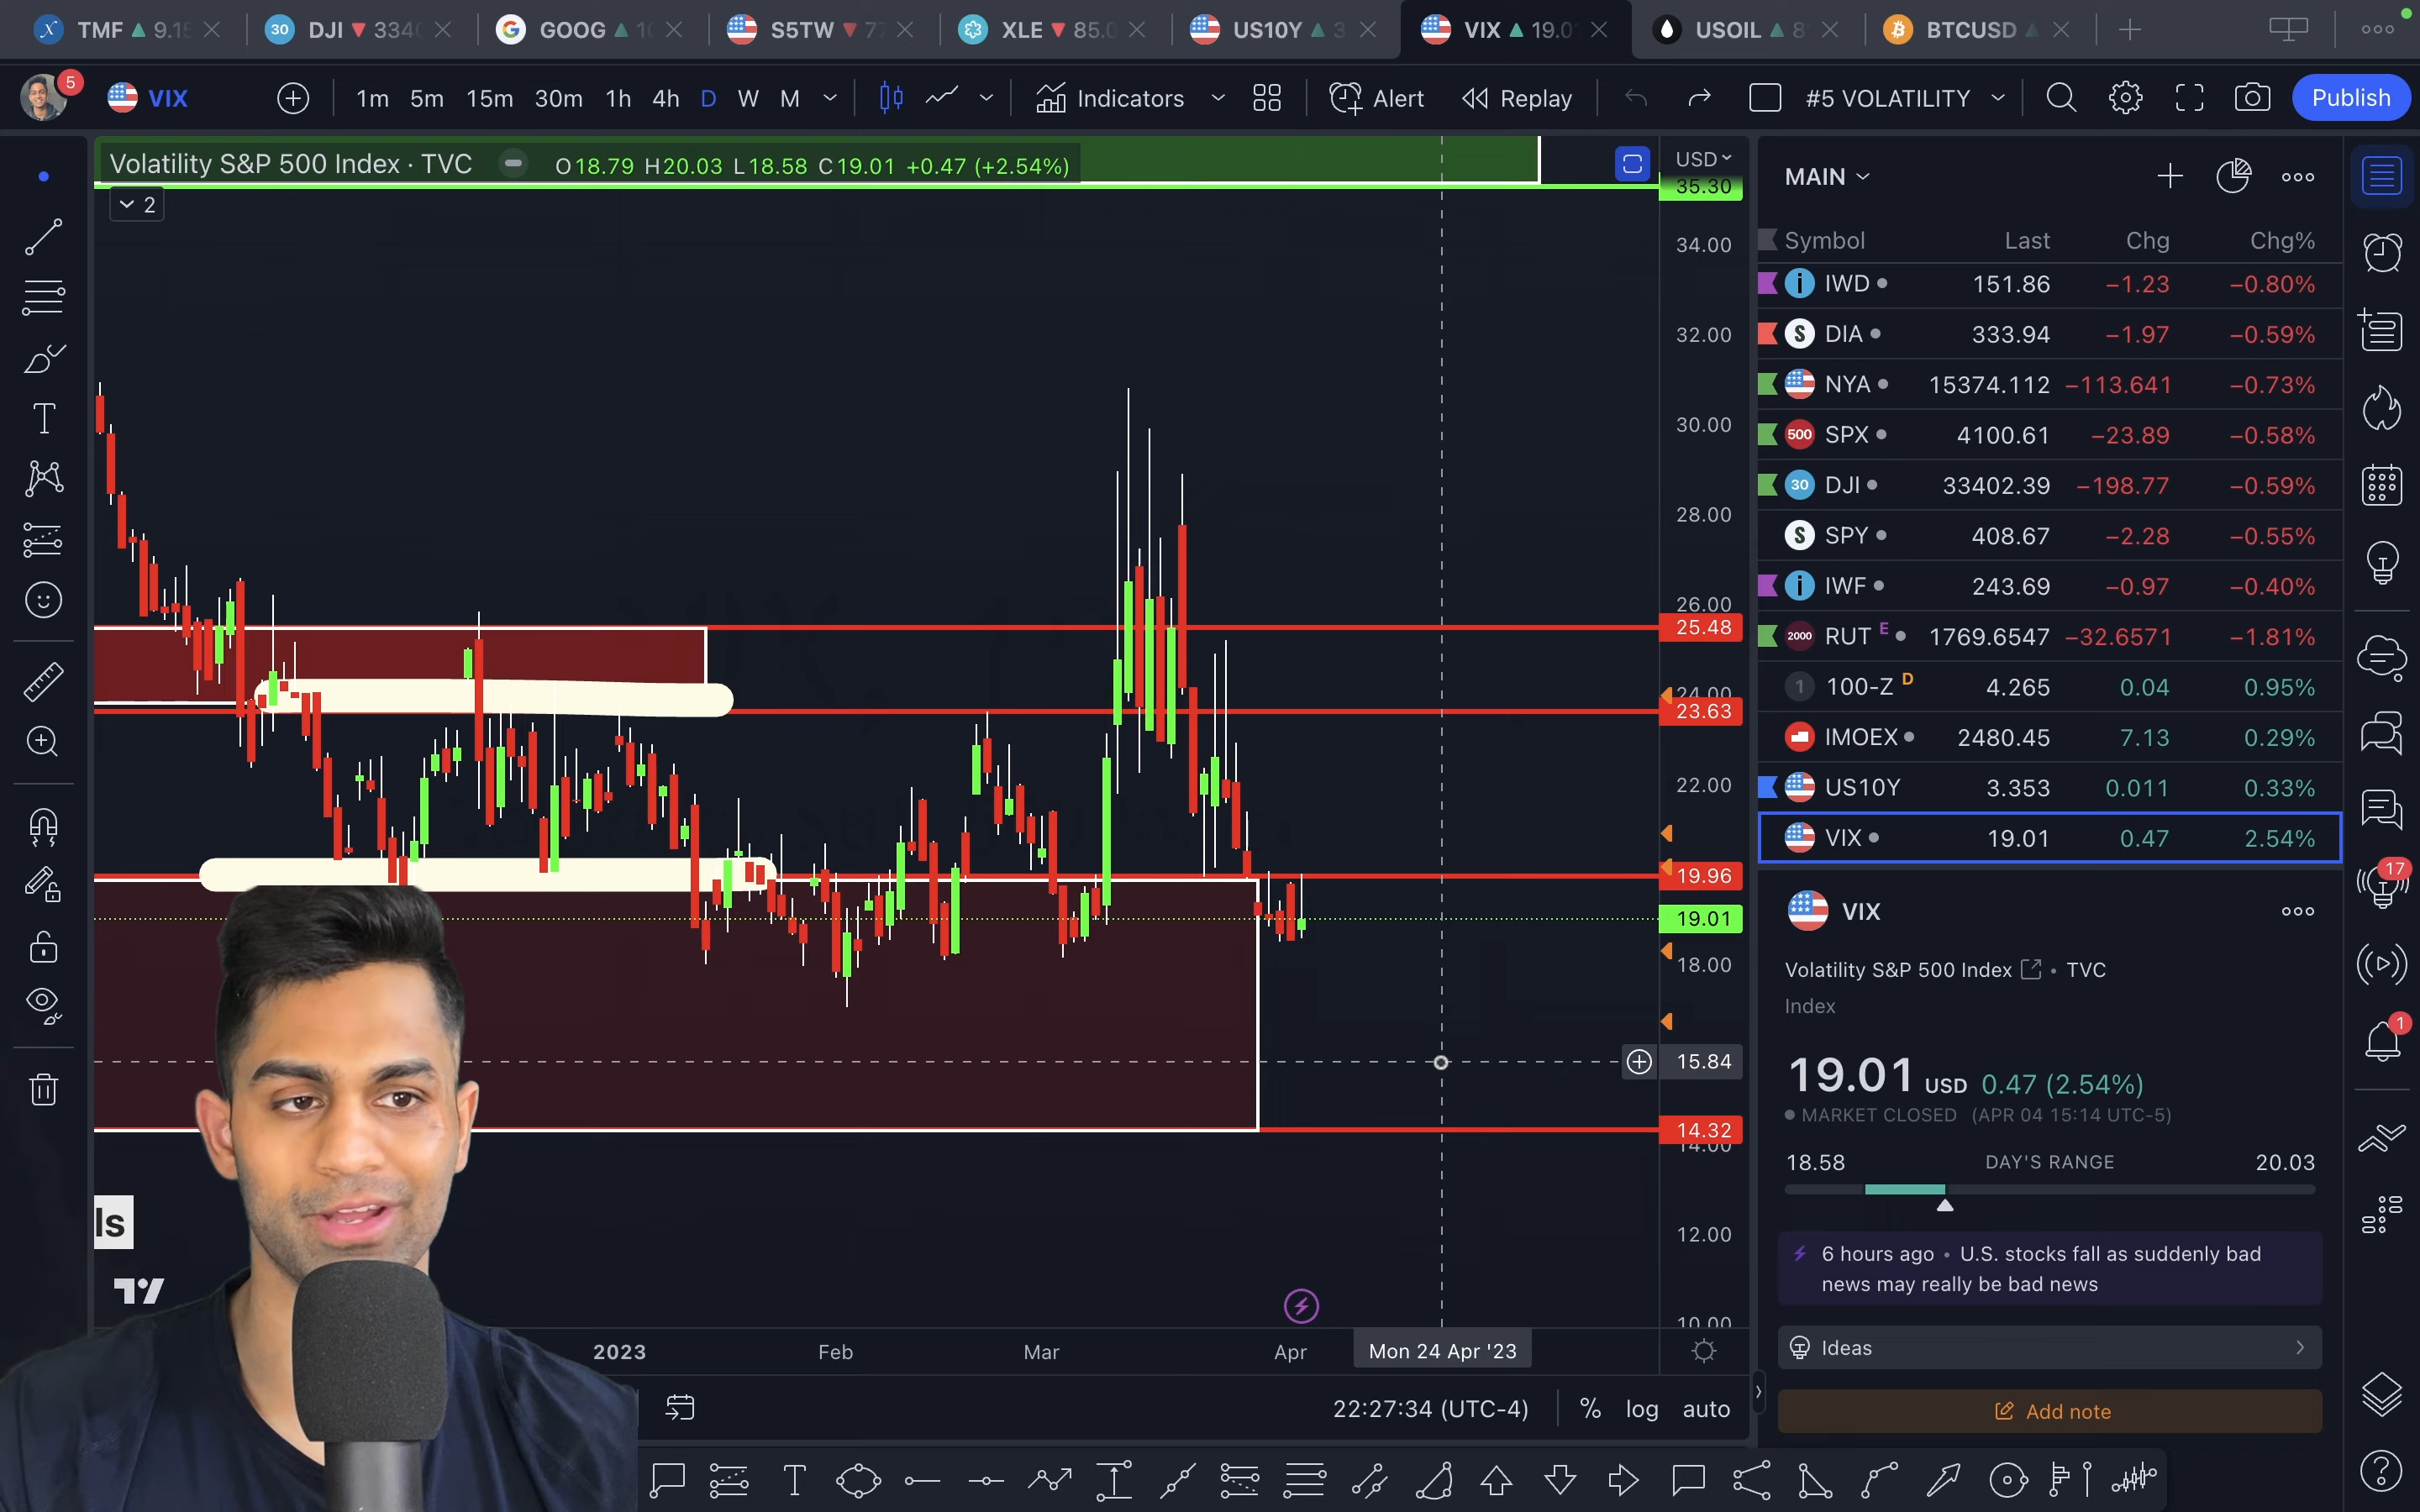 TMF 9.15
30 DJI 3340
GOOG 10
S5TW 77
XLE 85.0
US10Y 3
VIX 19.0
USOIL 8
BTCUSD
5
VIX
1m 5m 15m 30m 1h 4h D W M
Indicators
Alert
Replay
#5 VOLATILITY
Publish
Volatility S&P 500 Index · TVC
O18.79 H20.03 L18.58 C19.01 +0.47 (+2.54%)
2
USD
35.30
34.00
32.00
30.00
28.00
26.00
25.48
24.00
23.63
22.00
19.96
19.01
18.00
15.84
14.32
14.00
12.00
10.00
ls
2023 Feb Mar Apr Mon 24 Apr '23
22:27:34 (UTC-4) % log auto
MAIN
Symbol Last Chg Chg%
IWD 151.86 −1.23 −0.80%
DIA 333.94 −1.97 −0.59%
NYA 15374.112 −113.641 −0.73%
500 SPX 4100.61 −23.89 −0.58%
30 DJI 33402.39 −198.77 −0.59%
SPY 408.67 −2.28 −0.55%
IWF 243.69 −0.97 −0.40%
2000 RUT E 1769.6547 −32.6571 −1.81%
1 100-Z D 4.265 0.04 0.95%
IMOEX 2480.45 7.13 0.29%
US10Y 3.353 0.011 0.33%
VIX 19.01 0.47 2.54%
VIX
Volatility S&P 500 Index • TVC
Index
19.01 USD 0.47 (2.54%)
MARKET CLOSED (APR 04 15:14 UTC-5)
18.58 DAY'S RANGE 20.03
6 hours ago • U.S. stocks fall as suddenly bad
news may really be bad news
Ideas
Add note
17
1